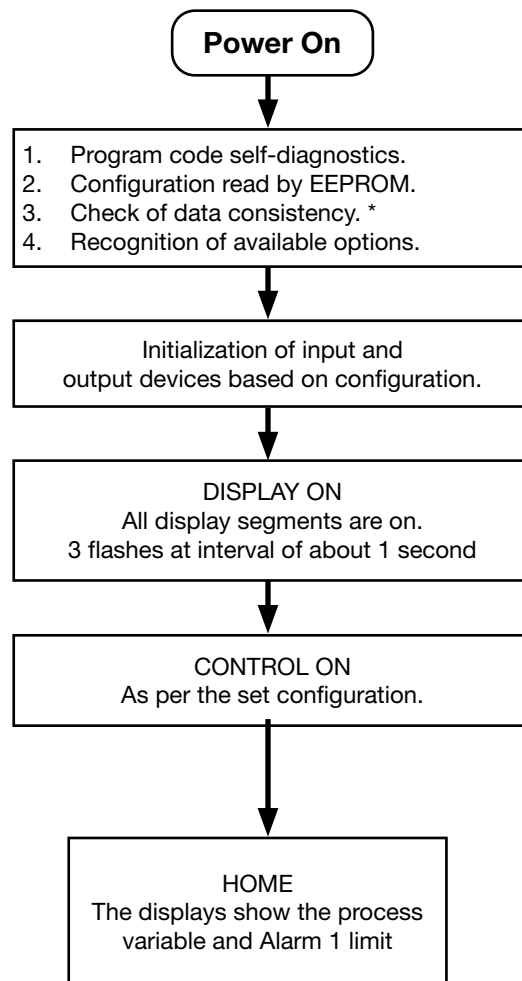 Power On
1. Program code self-diagnostics.
2. Configuration read by EEPROM.
3. Check of data consistency. *
4. Recognition of available options.
Initialization of input and
output devices based on configuration.
DISPLAY ON
All display segments are on.
3 flashes at interval of about 1 second
CONTROL ON
As per the set configuration.
HOME
The displays show the process
variable and Alarm 1 limit